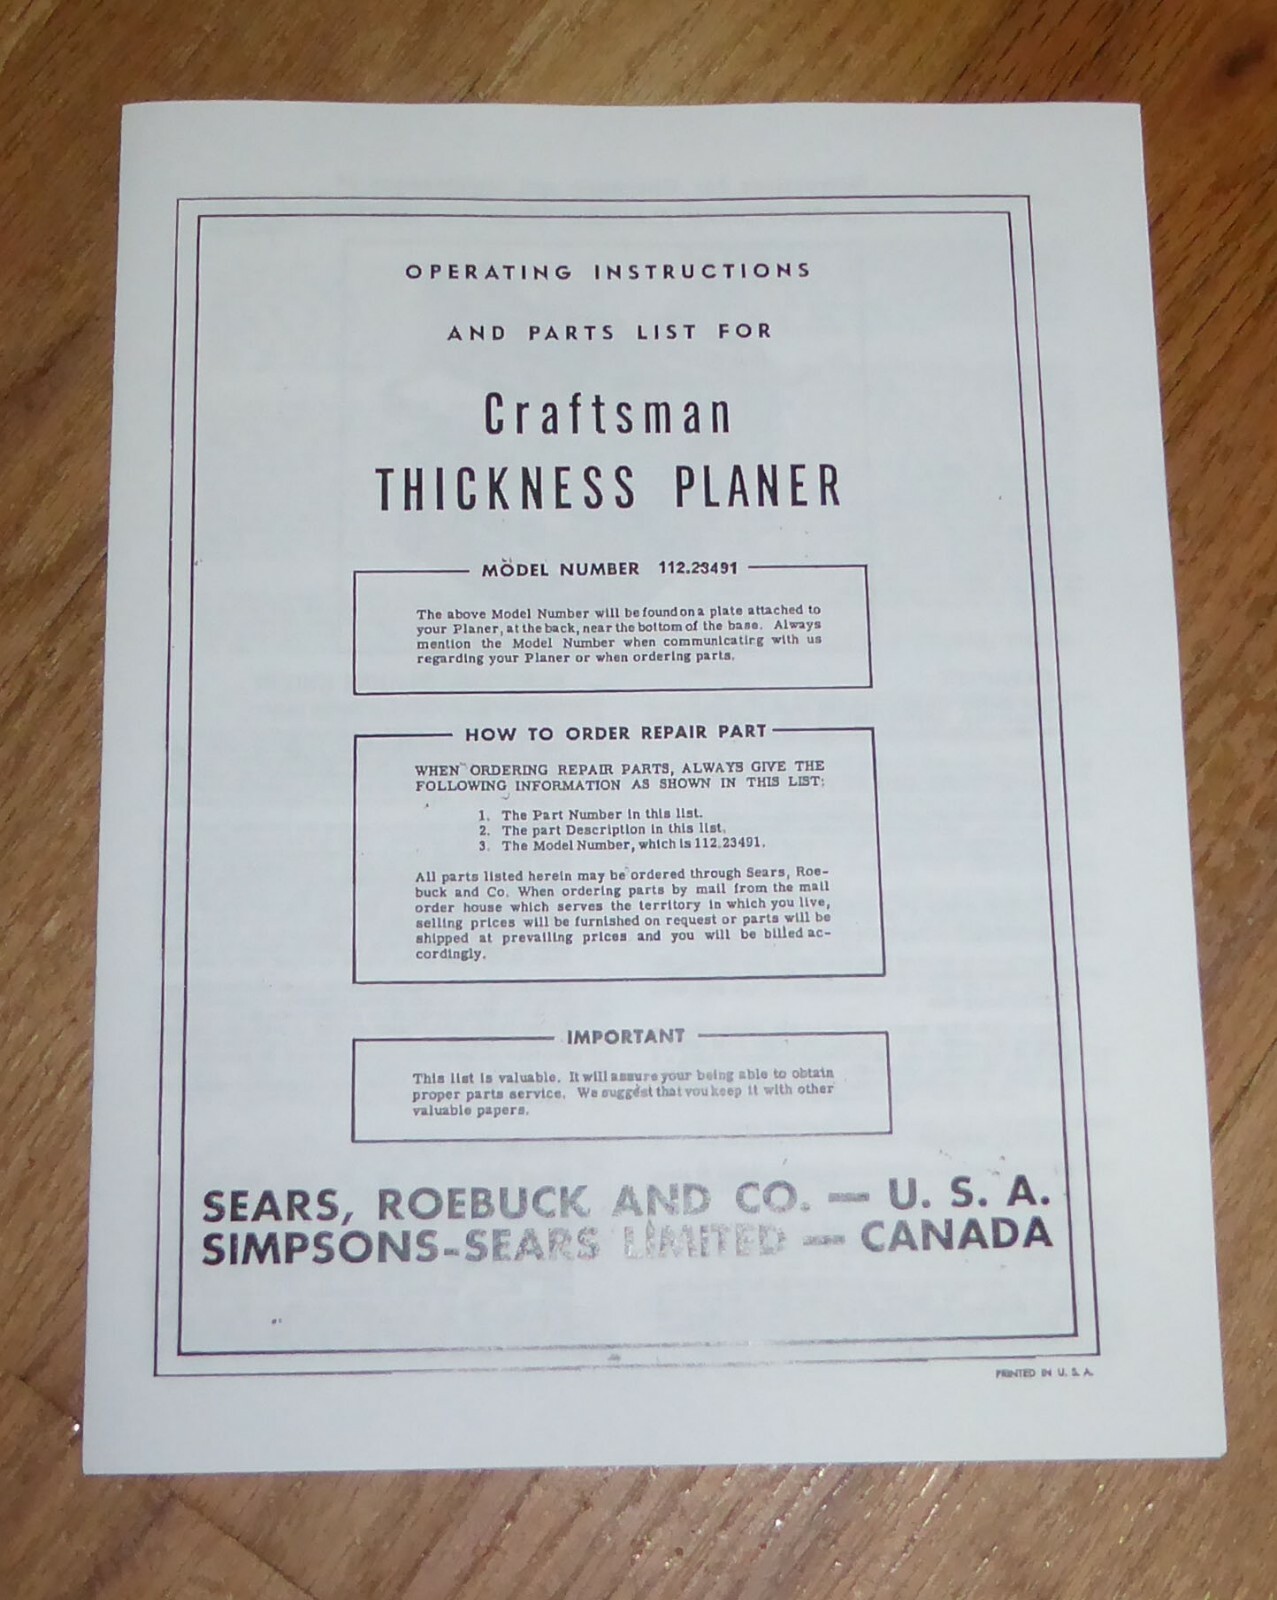 OPERATING INSTRUCTIONS
AND PARTS LIST FOR
Craftsman
THICKNESS PLANER
MODEL NUMBER 112.23491
The above Model Number will be found on a plate attached to
your Planer, at the back, near the bottom of the base. Always
mention the Model Number when communicating with us
regarding your Planer or when ordering parts.
HOW TO ORDER REPAIR PART
WHEN ORDERING REPAIR PARTS, ALWAYS GIVE THE
FOLLOWING INFORMATION AS SHOWN IN THIS LIST:
1. The Part Number in this list.
2. The part Description in this list.
3. The Model Number, which is 112.23491.
All parts listed herein may be ordered through Sears, Roe-
buck and Co. When ordering parts by mail from the mail
order house which serves the territory in which you live,
selling prices will be furnished on request or parts will be
shipped at prevailing prices and you will be billed ac-
cordingly.
IMPORTANT
This list is valuable. It will assure your being able to obtain
proper parts service. We suggest that you keep it with other
valuable papers.
SEARS, ROEBUCK AND CO. — U. S. A.
SIMPSONS-SEARS LIMITED — CANADA
PRINTED IN U. S. A.